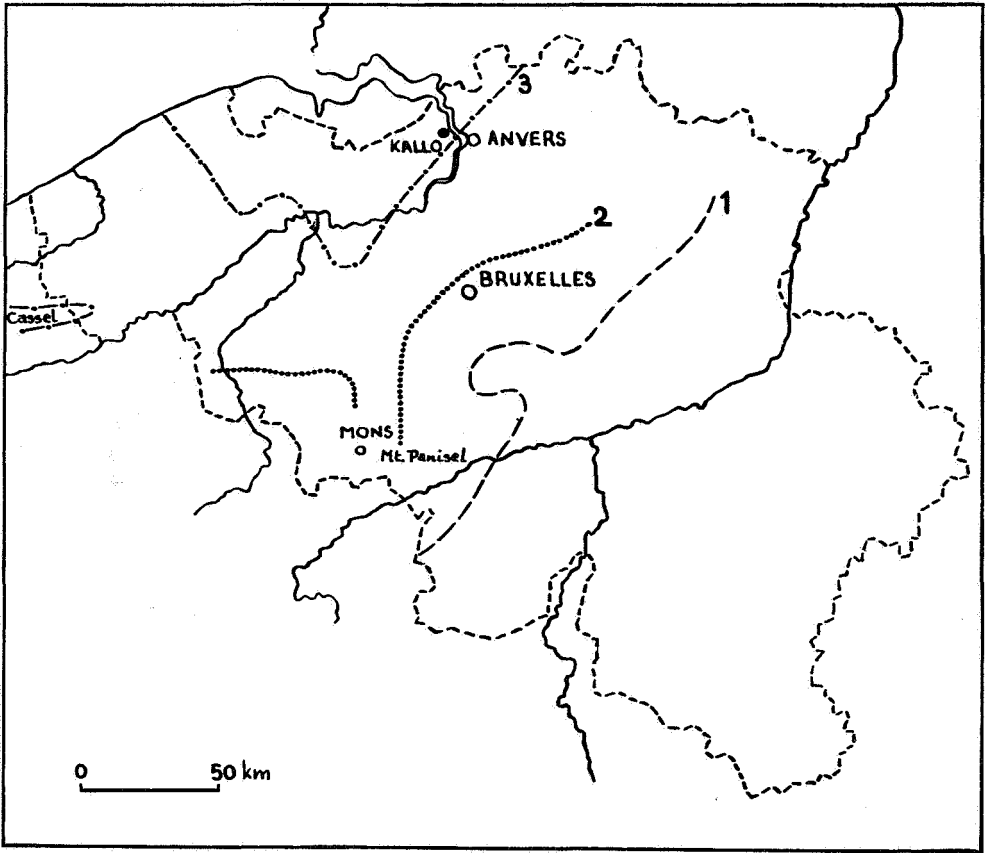 3
KALLO
ANVERS
1
2
BRUXELLES
Cassel
MONS
Mt. Panisel
0
50 km